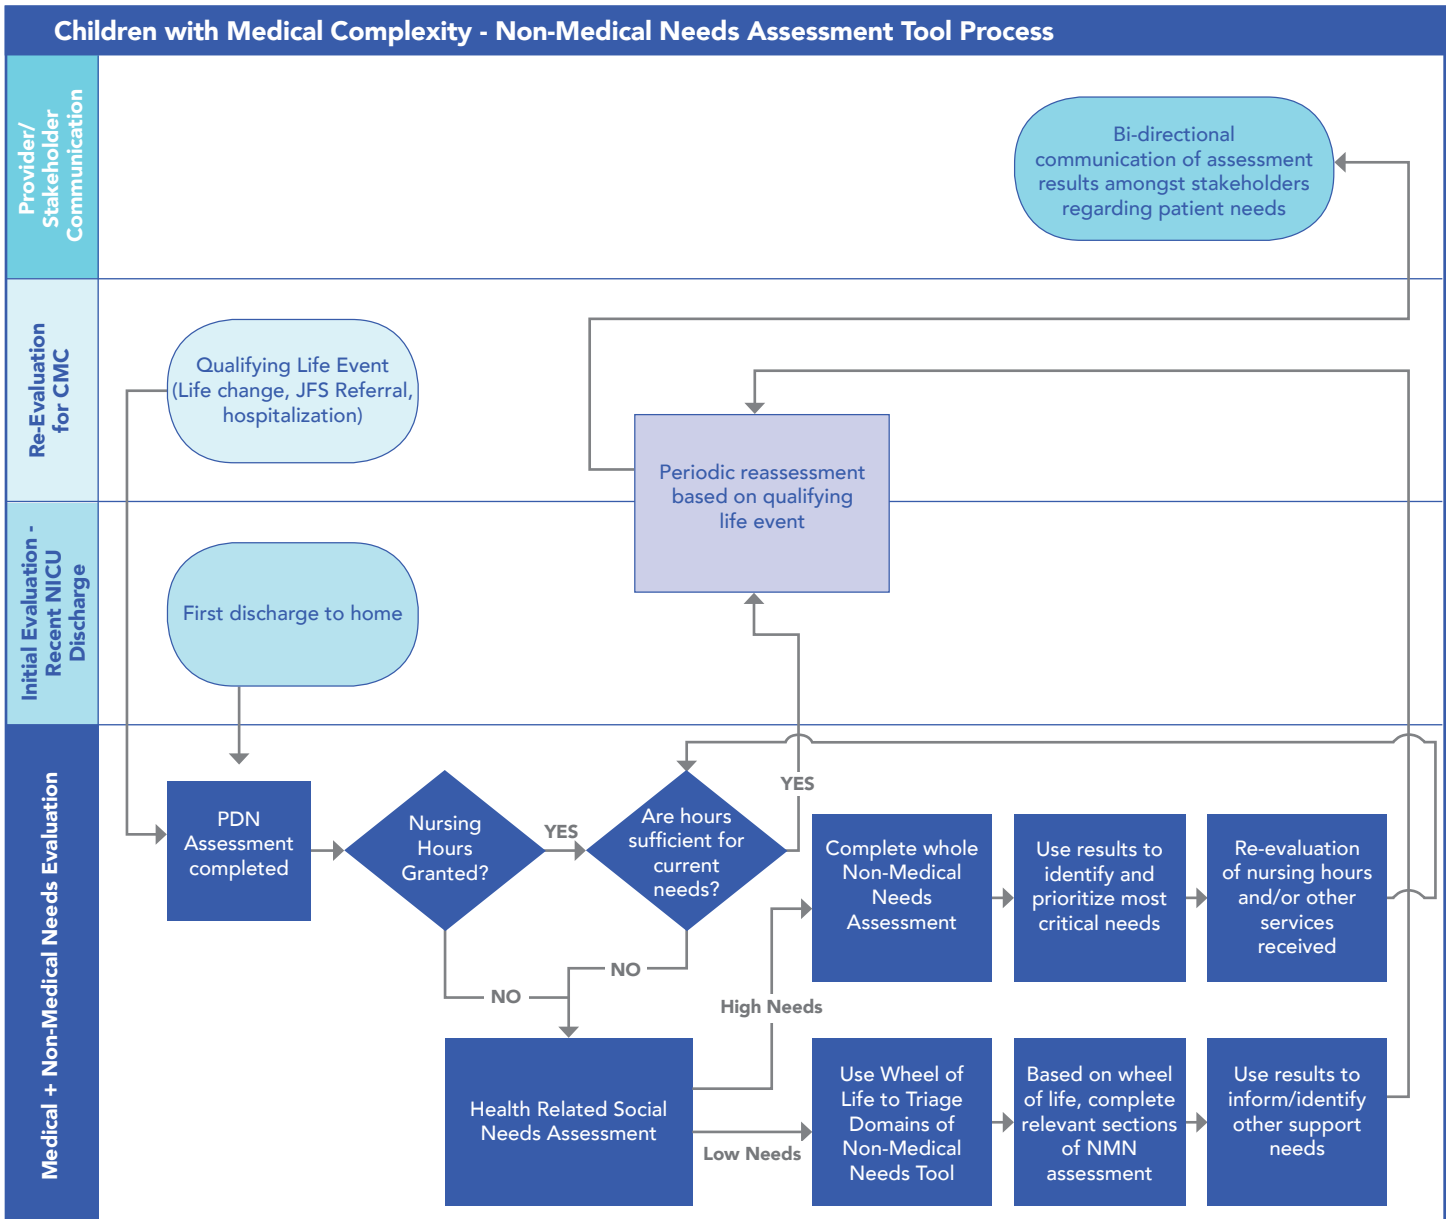 Children with Medical Complexity - Non-Medical Needs Assessment Tool Process
Provider/
Stakeholder
Communication
Bi-directional
communication of assessment
results amongst stakeholders
regarding patient needs
Re-Evaluation
for CMC
Qualifying Life Event
(Life change, JFS Referral,
hospitalization)
Periodic reassessment
based on qualifying
life event
Initial Evaluation -
Recent NICU
Discharge
First discharge to home
Medical + Non-Medical Needs Evaluation
PDN
Assessment
completed
Nursing
Hours
Granted?
YES
Are hours
sufficient for
current
needs?
YES
NO
NO
Health Related Social
Needs Assessment
High Needs
Complete whole
Non-Medical
Needs
Assessment
Use results to
identify and
prioritize most
critical needs
Re-evaluation
of nursing hours
and/or other
services
received
Low Needs
Use Wheel of
Life to Triage
Domains of
Non-Medical
Needs Tool
Based on wheel
of life, complete
relevant sections
of NMN
assessment
Use results to
inform/identify
other support
needs